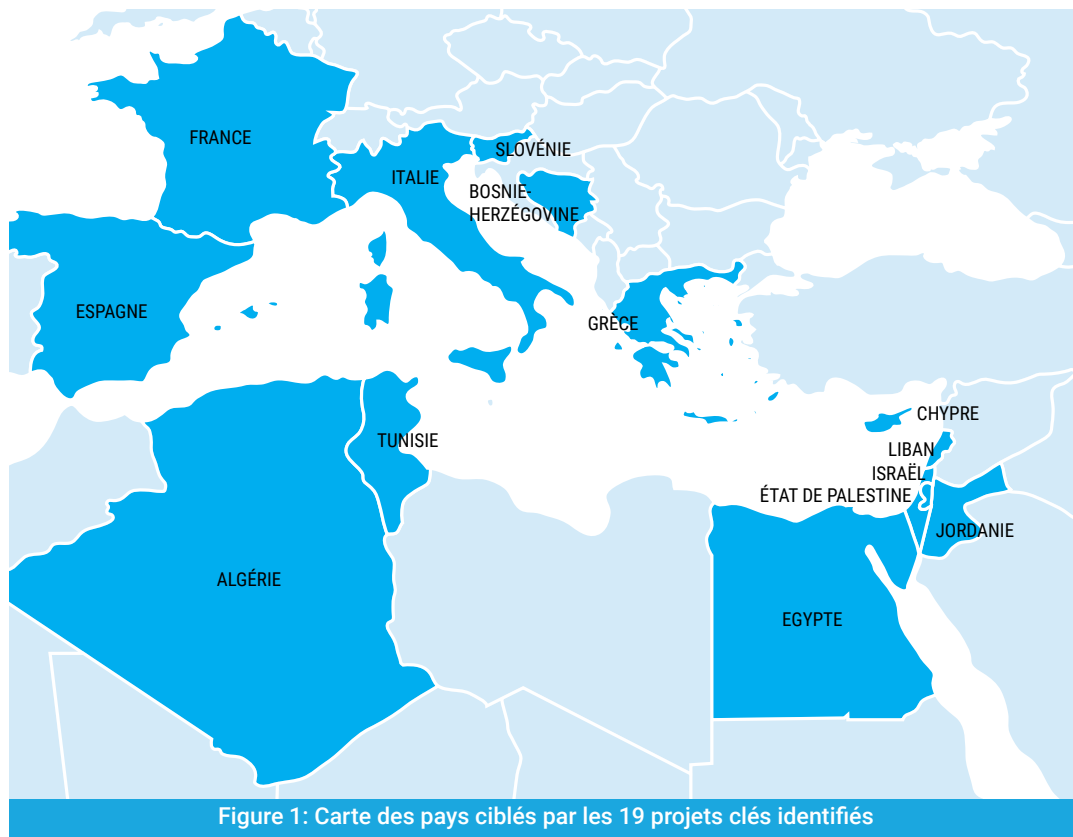 FRANCE
SLOVÉNIE
ITALIE
BOSNIE-
HERZÉGOVINE
ESPAGNE
GRÈCE
CHYPRE
TUNISIE
LIBAN
ISRAËL
ÉTAT DE PALESTINE
JORDANIE
ALGÉRIE
EGYPTE
Figure 1: Carte des pays ciblés par les 19 projets clés identifiés